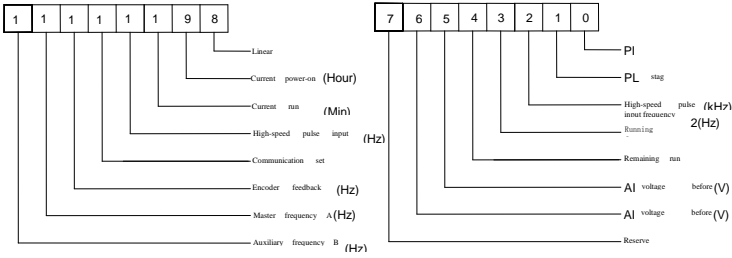 1 1 1 1 1 1 9 8
Linear
Current power-on (Hour)
Current run
(Min)
High-speed pulse input (Hz)
Communication set
Encoder feedback (Hz)
Master frequency A(Hz)
Auxiliary frequency B (Hz)
7 6 5 4 3 2 1 0
PI
PL stag
High-speed pulse (kHz)
input frequency
Running 2(Hz)
Remaining run
AI voltage before(V)
AI voltage before(V)
Reserve